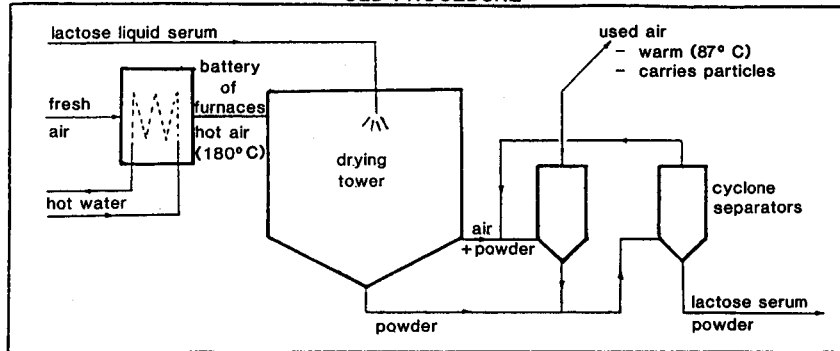 lactose liquid serum
used air
- warm (87° C)
- carries particles
battery
of
furnaces
fresh
air
hot air
(180°C)
drying
tower
cyclone
separators
hot water
air
+powder
lactose serum
powder
powder